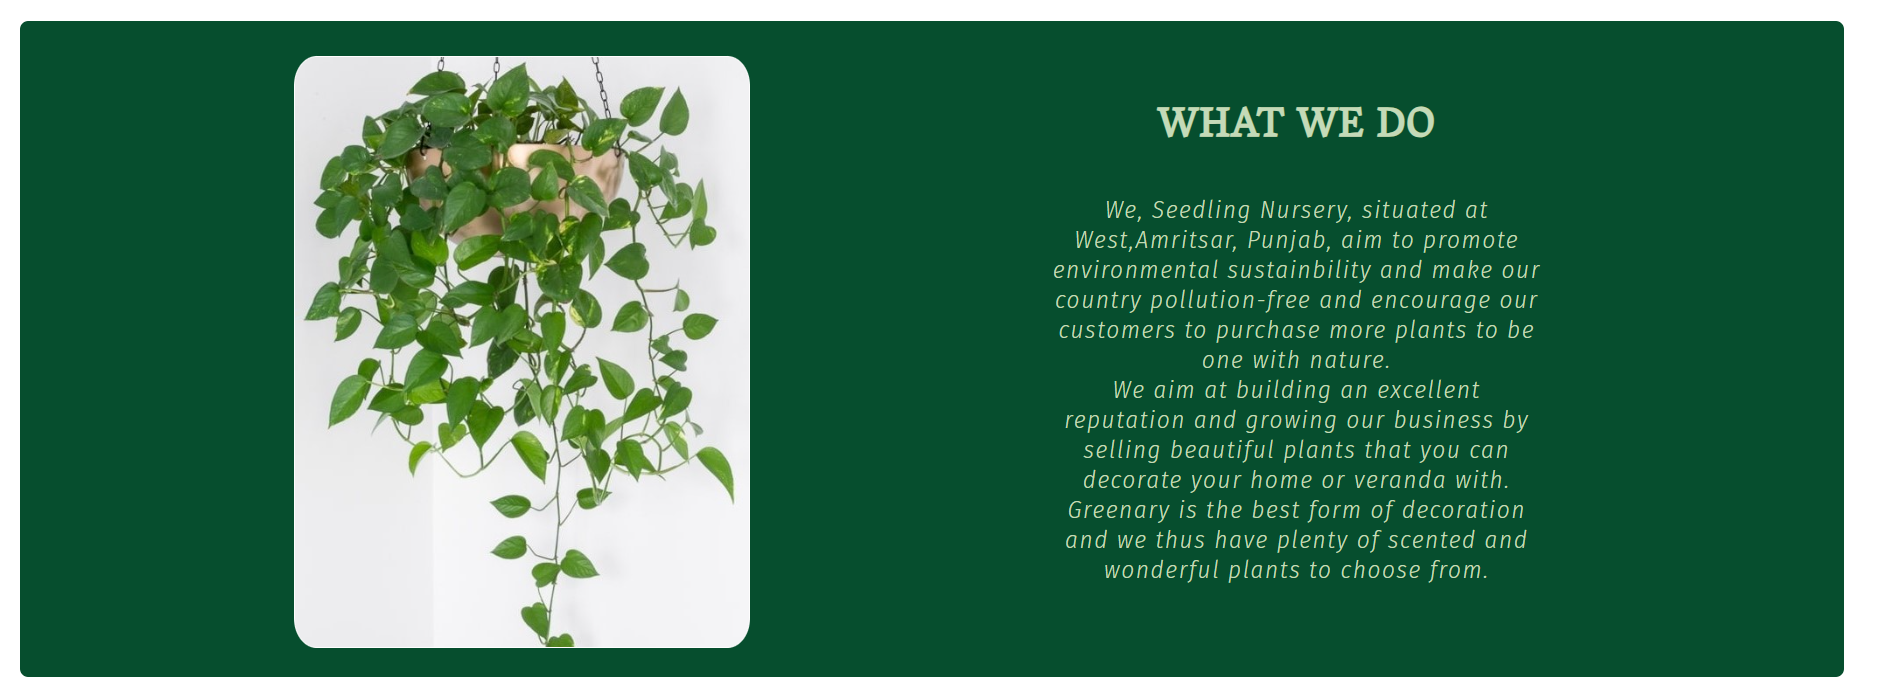 WHAT WE DO
We, Seedling Nursery, situated at
West,Amritsar, Punjab, aim to promote
environmental sustainbility and make our
country pollution-free and encourage our
customers to purchase more plants to be
one with nature.
We aim at building an excellent
reputation and growing our business by
selling beautiful plants that you can
decorate your home or veranda with.
Greenary is the best form of decoration
and we thus have plenty of scented and
wonderful plants to choose from.